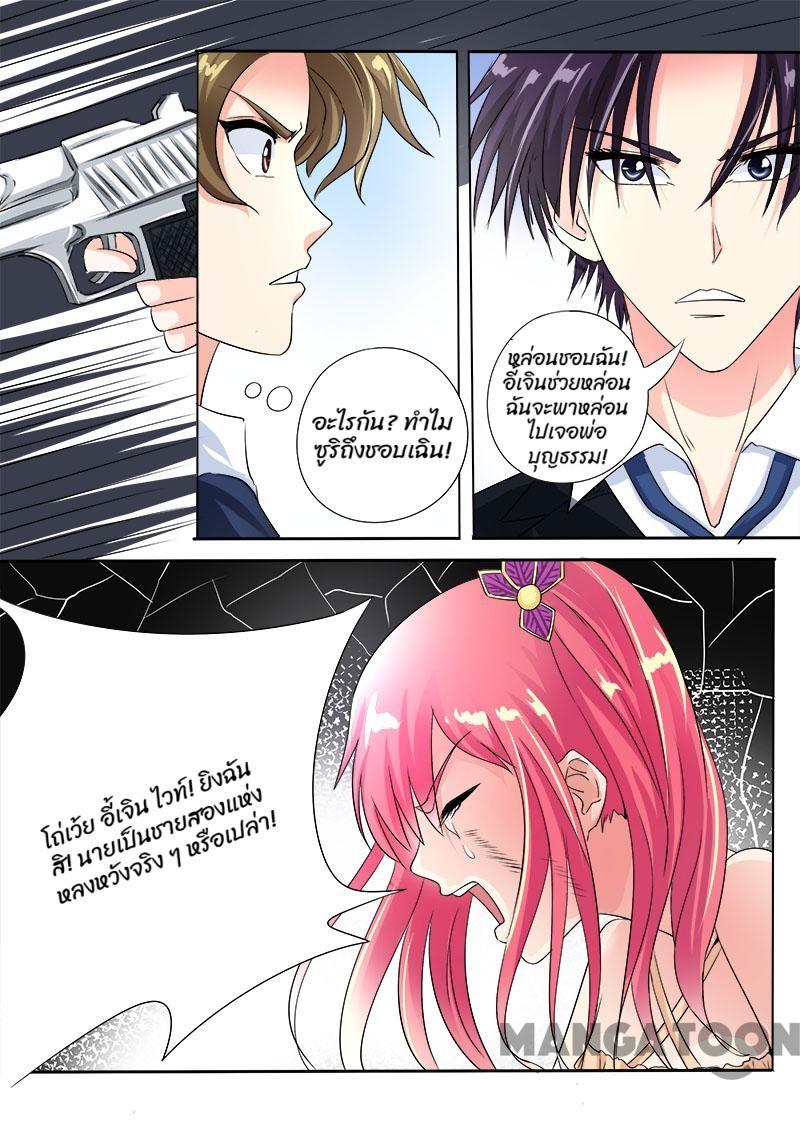 อะไรกัน? ทำไม
ซูริถึงชอบเฉิน!
หล่อนชอบฉัน!
อี้เจินช่วยหล่อน
ฉันจะพาหล่อน
ไปเจอพ่อ
บุญธรรม!
โถ่เว้ย อี้เจิน ไวท์! ยิงฉัน
สิ! นายเป็นชายสองแห่ง
หลงหวังจริง ๆ หรือเปล่า!
MANGATOON